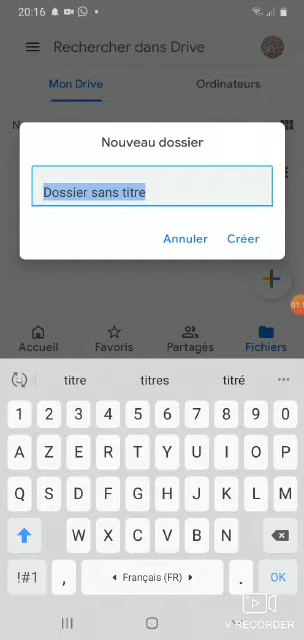 20:16
Rechercher dans Drive
Mon Drive
Ordinateurs
N
Nouveau dossier
Dossier sans titre
Annuler
Créer
Accueil
Favoris
Partagés
Fichiers
titre
titres
titré
1 2 3 4 5 6 7 8 9 0
A Z E R T Y U I O P
Q S D F G H J K L M
W X C V B N
!#1 , Français (FR) . OK
V·RECORDER